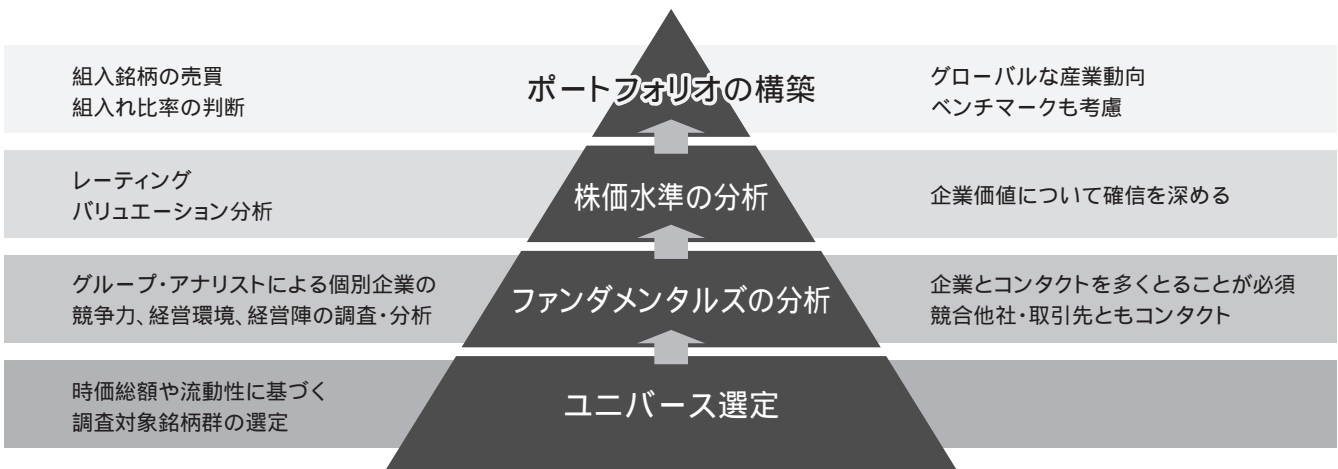 組入銘柄の売買
組入れ比率の判断
ポートフォリオの構築
グローバルな産業動向
ベンチマークも考慮
レーティング
バリュエーション分析
株価水準の分析
企業価値について確信を深める
グループ・アナリストによる個別企業の
競争力、経営環境、経営陣の調査・分析
ファンダメンタルズの分析
企業とコンタクトを多くとることが必須
競合他社・取引先ともコンタクト
時価総額や流動性に基づく
調査対象銘柄群の選定
ユニバース選定